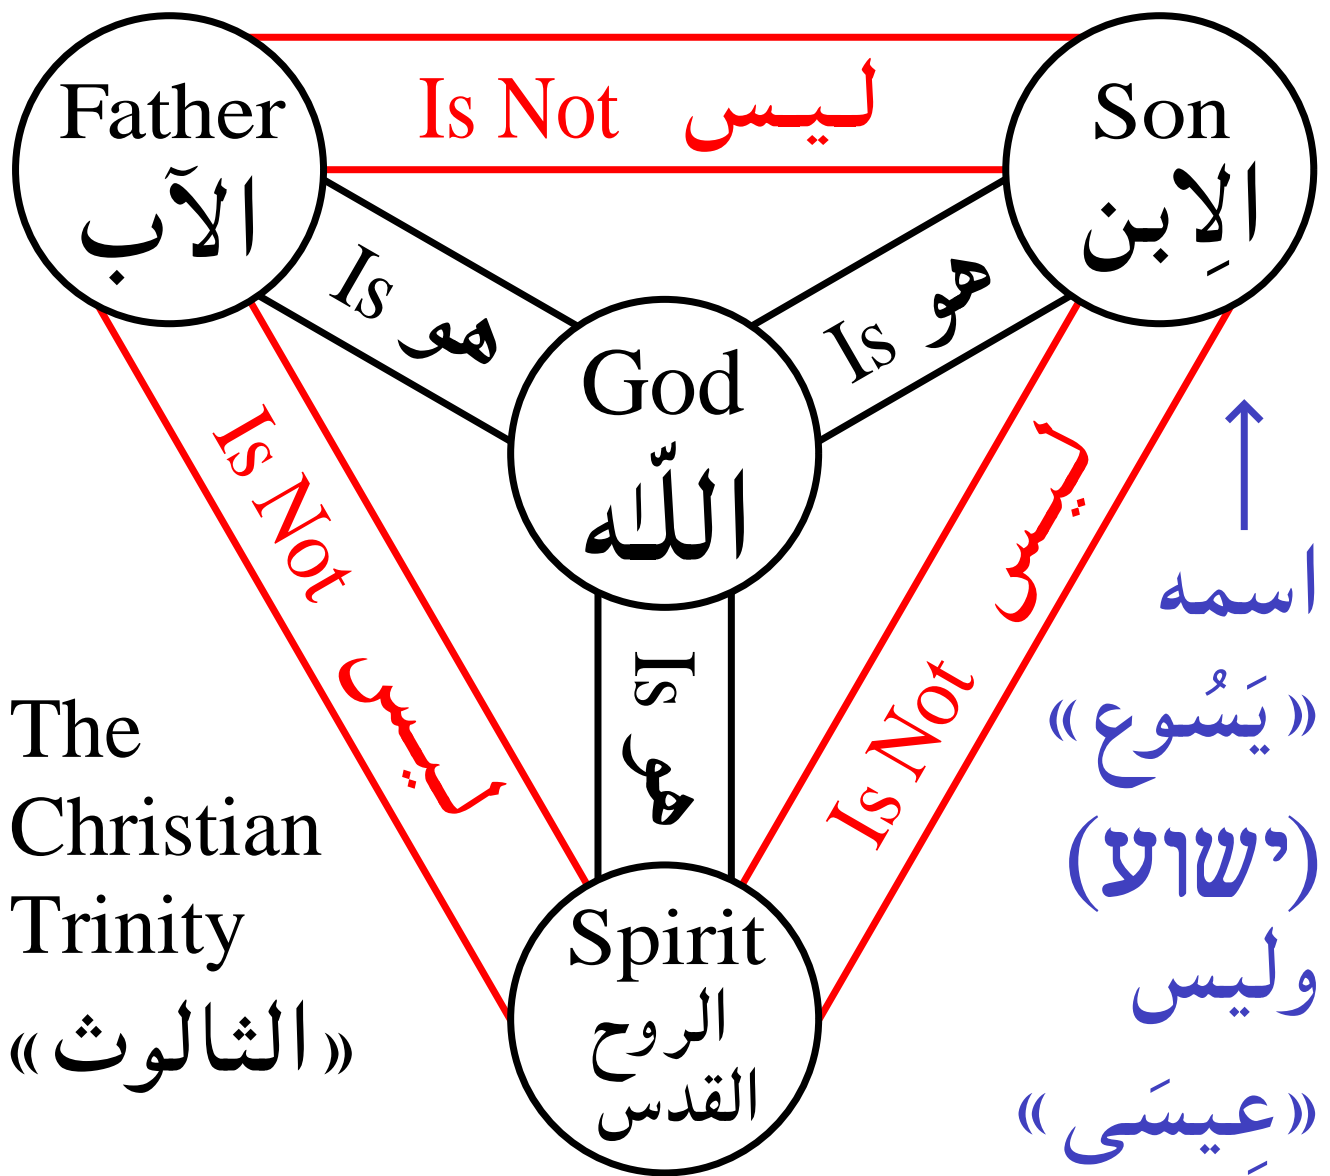 Father
الآب
Is Not ليس
Son
الاِبن
Is هو
Is هو
God
اللّٰه
Is Not ليس
Is هو
Is Not ليس
Spirit
الروح
القدس
The
Christian
Trinity
«الثالوث»
اسمه
«يَسُوع»
(ישוע)
وليس
«عِيسَى»